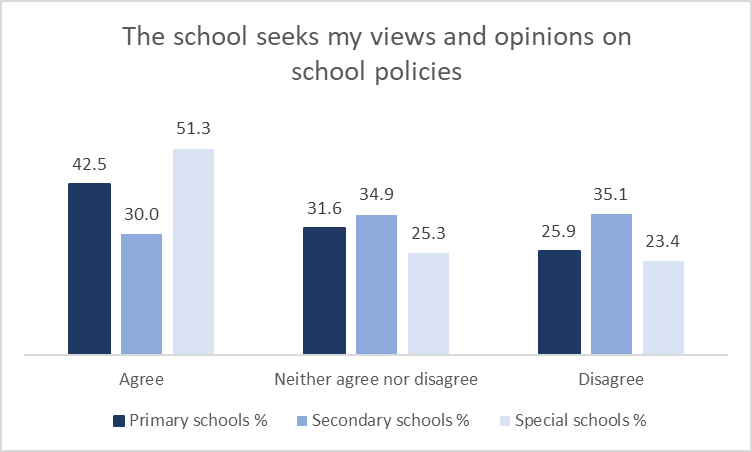 The school seeks my views and opinions on
school policies
42.5
30.0
51.3
31.6
34.9
25.3
25.9
35.1
23.4
Agree
Neither agree nor disagree
Disagree
Primary schools %
Secondary schools %
Special schools %